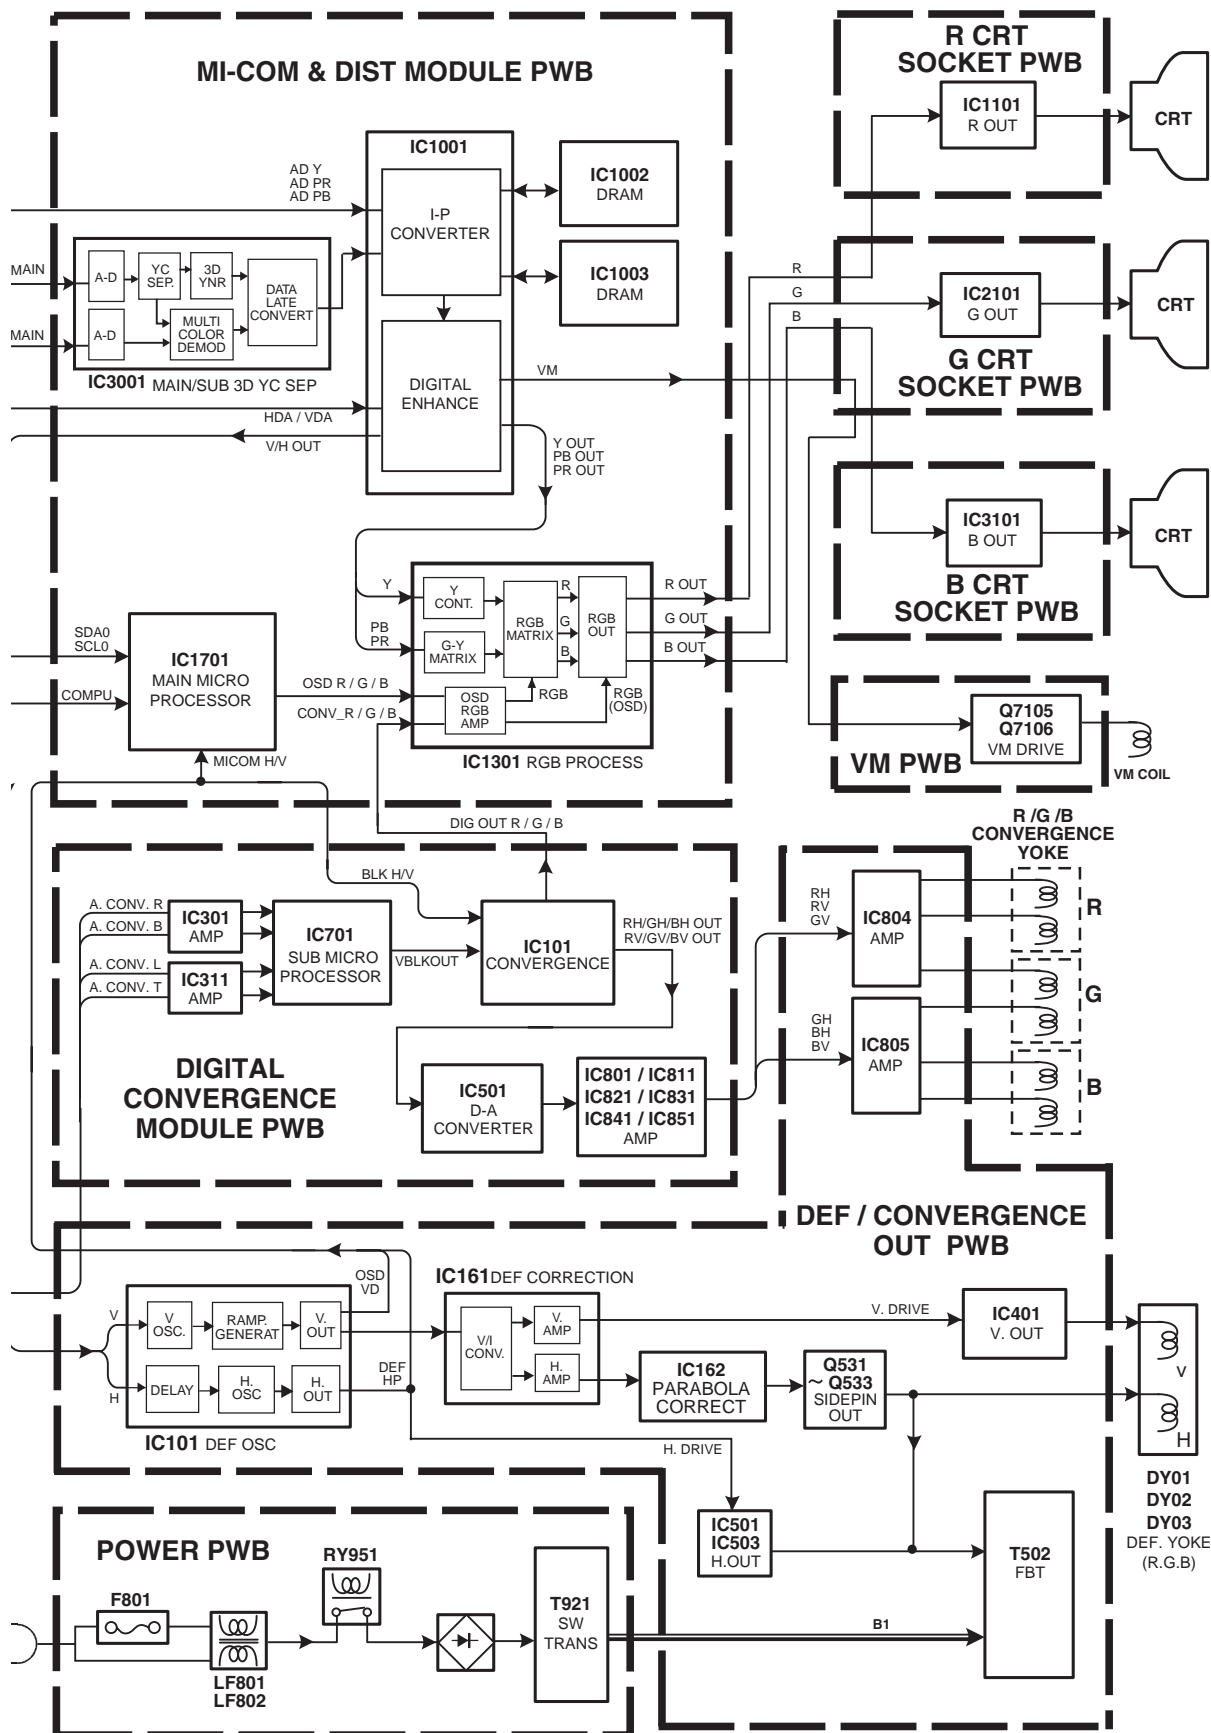 MI-COM & DIST MODULE PWB
R CRT
SOCKET PWB
IC1101
R OUT
CRT
IC1001
AD Y
AD PR
AD PB
I-P
CONVERTER
IC1002
DRAM
IC1003
DRAM
MAIN
MAIN
A-D
YC
SEP.
3D
YNR
DATA
LATE
CONVERT
A-D
MULTI
COLOR
DEMOD
IC3001 MAIN/SUB 3D YC SEP
DIGITAL
ENHANCE
HDA / VDA
V/H OUT
VM
Y OUT
PB OUT
PR OUT
R
G
B
IC2101
G OUT
CRT
G CRT
SOCKET PWB
IC3101
B OUT
CRT
B CRT
SOCKET PWB
Y
PB
PR
Y
CONT.
G-Y
MATRIX
RGB
MATRIX
R
G
B
RGB
OUT
OSD
RGB
AMP
RGB
RGB
(OSD)
IC1301 RGB PROCESS
R OUT
G OUT
B OUT
SDA0
SCL0
COMPU
IC1701
MAIN MICRO
PROCESSOR
OSD R / G / B
CONV_R / G / B
MICOM H/V
Q7105
Q7106
VM DRIVE
VM PWB
VM COIL
DIG OUT R / G / B
R /G /B
CONVERGENCE
YOKE
BLK H/V
A. CONV. R
A. CONV. B
A. CONV. L
A. CONV. T
IC301
AMP
IC311
AMP
IC701
SUB MICRO
PROCESSOR
VBLKOUT
IC101
CONVERGENCE
RH/GH/BH OUT
RV/GV/BV OUT
RH
RV
GV
IC804
AMP
GH
BH
BV
IC805
AMP
R
G
B
DIGITAL
CONVERGENCE
MODULE PWB
IC501
D-A
CONVERTER
IC801 / IC811
IC821 / IC831
IC841 / IC851
AMP
DEF / CONVERGENCE
OUT PWB
OSD
VD
IC161 DEF CORRECTION
V
H
V
OSC.
RAMP.
GENERAT
V.
OUT
DELAY
H.
OSC
H.
OUT
DEF
HP
IC101 DEF OSC
V/I
CONV.
V.
AMP
H.
AMP
V. DRIVE
IC401
V. OUT
IC162
PARABOLA
CORRECT
Q531
~ Q533
SIDEPIN
OUT
H. DRIVE
V
H
DY01
DY02
DY03
DEF. YOKE
(R.G.B)
IC501
IC503
H.OUT
T502
FBT
POWER PWB
F801
LF801
LF802
RY951
T921
SW
TRANS
B1